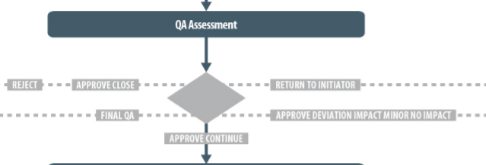 QA Assessment
REJECT APPROVE CLOSE RETURN TO INITIATOR
FINAL QA APPROVE DEVIATION IMPACT MINOR NO IMPACT
APPROVE CONTINUE